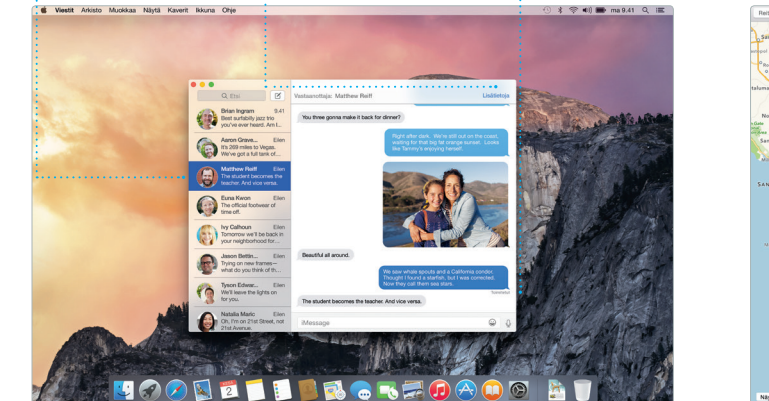 Viestit Arkisto Muokkaa Näytä Kaverit Ikkuna Ohje
ma 9.41
Etsi
Vastaanottaja: Matthew Reiff
Lisätietoja
Brian Ingram 9.41
Best surfabilly jazz trio
you've ever heard. Am I...
Aaron Grave... Eilen
It's 269 miles to Vegas.
We've got a full tank of...
Matthew Reiff Eilen
The student becomes the
teacher. And vice versa.
Euna Kwon Eilen
The official footwear of
time off.
Ivy Calhoun Eilen
Tomorrow we'll be back in
your neighborhood for...
Jason Bettin... Eilen
Trying on new frames—
what do you think of th...
Tyson Edwar... Eilen
We'll leave the lights on
for you.
Natalia Maric Eilen
Oh, I'm on 21st Street, not
21st Avenue.
You three gonna make it back for dinner?
Right after dark. We're still out on the coast,
waiting for that big fat orange sunset. Looks
like Tammy's enjoying herself.
Beautiful all around.
We saw whale spouts and a California condor.
Thought I found a starfish, but I was corrected.
Now they call them sea stars.
Toimitettu
The student becomes the teacher. And vice versa.
iMessage
2